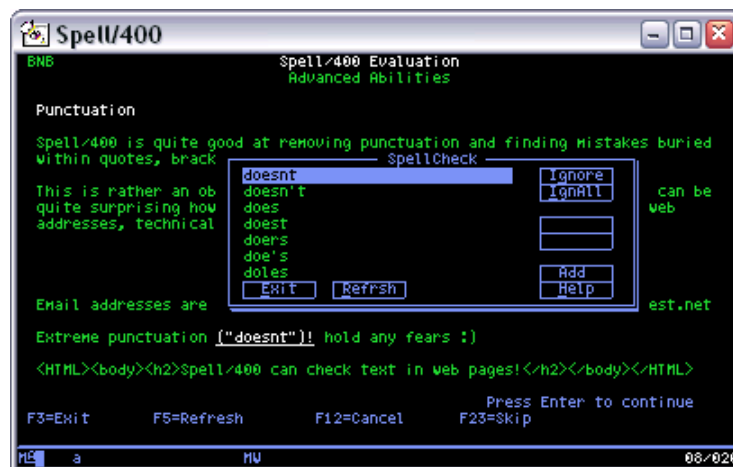 Spell/400
BNB Spell/400 Evaluation
Advanced Abilities
Punctuation
Spell/400 is quite good at removing punctuation and finding mistakes buried
within quotes, brack
SpellCheck
This is rather an ob can be
quite surprising how web
addresses, technical
doesnt
doesn't
does
doest
doers
doe's
doles
Ignore
IgnAll
Add
Exit Refrsh Help
Email addresses are est.net
Extreme punctuation ("doesnt")! hold any fears :)
<HTML><body><h2>Spell/400 can check text in web pages!</h2></body></HTML>
Press Enter to continue
F3=Exit F5=Refresh F12=Cancel F23=Skip
a MW 08/02